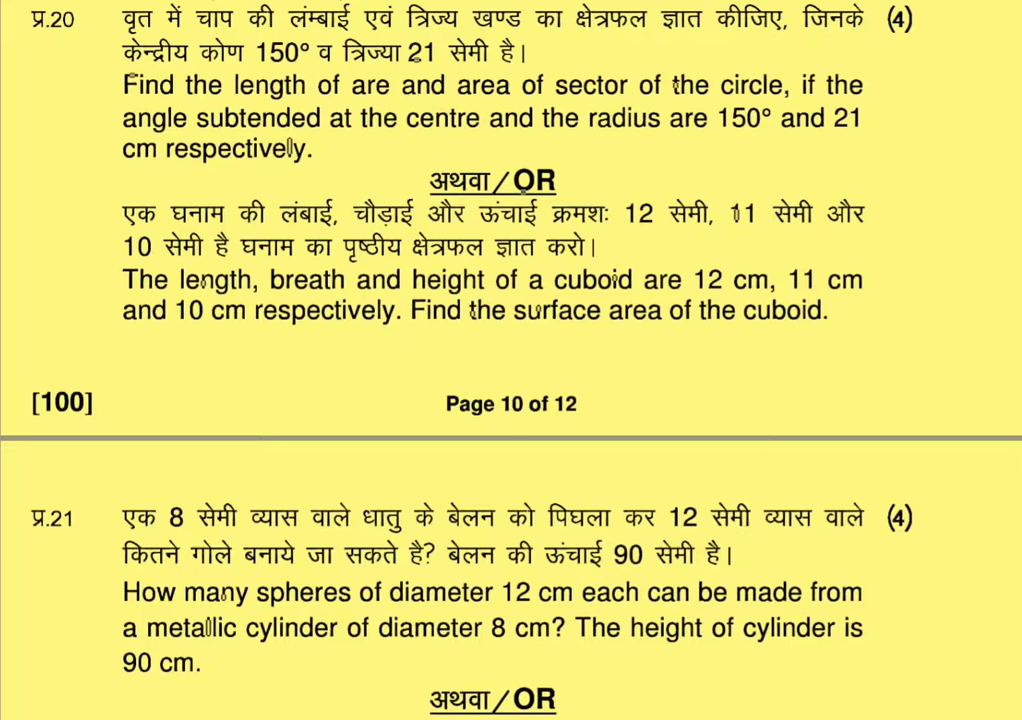 प्र.20 वृत में चाप की लंम्बाई एवं त्रिज्य खण्ड का क्षेत्रफल ज्ञात कीजिए, जिनके (4)
केन्द्रीय कोण 150° व त्रिज्या 21 सेमी है।
Find the length of are and area of sector of the circle, if the
angle subtended at the centre and the radius are 150° and 21
cm respectively.
अथवा/OR
एक घनाम की लंबाई, चौड़ाई और ऊंचाई क्रमशः 12 सेमी, 11 सेमी और
10 सेमी है घनाम का पृष्ठीय क्षेत्रफल ज्ञात करो।
The length, breath and height of a cuboid are 12 cm, 11 cm
and 10 cm respectively. Find the surface area of the cuboid.
[100] Page 10 of 12
प्र.21 एक 8 सेमी व्यास वाले धातु के बेलन को पिघला कर 12 सेमी व्यास वाले (4)
कितने गोले बनाये जा सकते है? बेलन की ऊंचाई 90 सेमी है।
How many spheres of diameter 12 cm each can be made from
a metallic cylinder of diameter 8 cm? The height of cylinder is
90 cm.
अथवा/OR